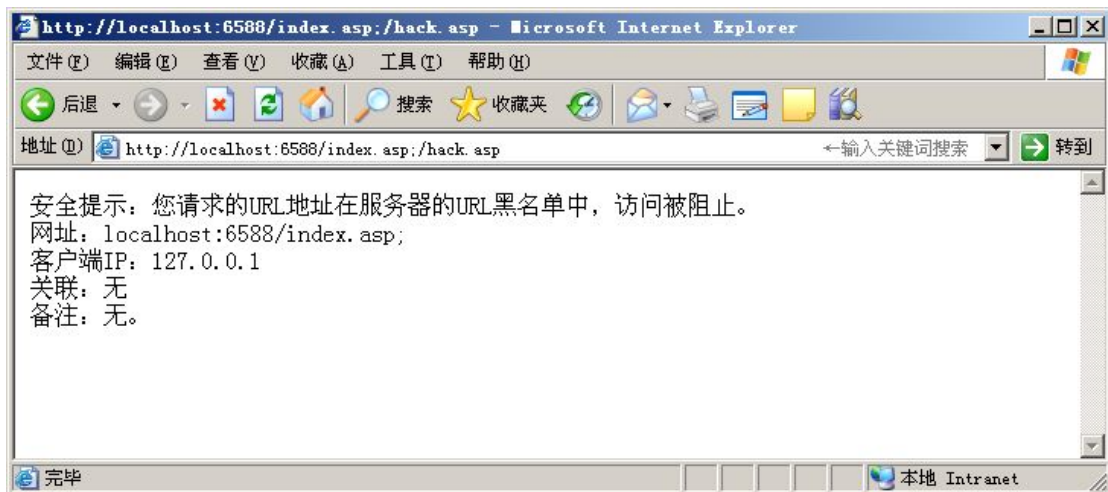 http://localhost:6588/index.asp;/hack.asp - Microsoft Internet Explorer
文件(F) 编辑(E) 查看(V) 收藏(A) 工具(T) 帮助(H)
后退 搜索 收藏夹
地址(D) http://localhost:6588/index.asp;/hack.asp ←输入关键词搜索 转到
安全提示：您请求的URL地址在服务器的URL黑名单中，访问被阻止。
网址：localhost:6588/index.asp;
客户端IP：127.0.0.1
关联：无
备注：无。
完毕 本地 Intranet